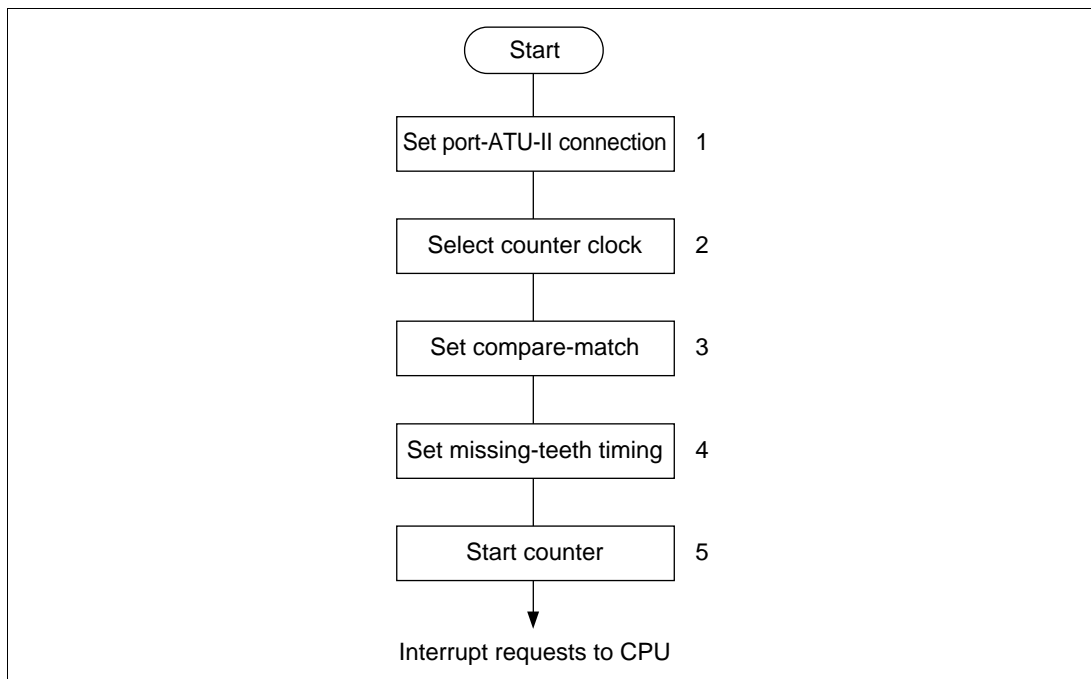 Start
Set port-ATU-II connection 1
Select counter clock 2
Set compare-match 3
Set missing-teeth timing 4
Start counter 5
Interrupt requests to CPU